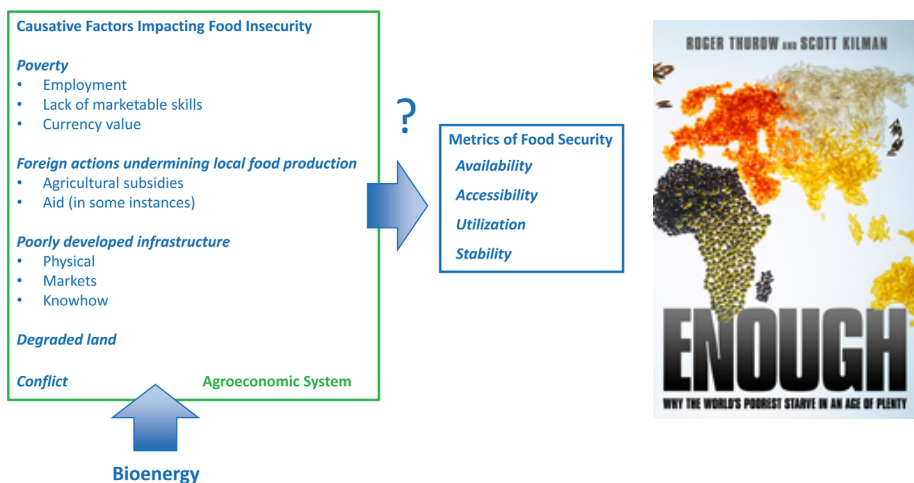 Causative Factors Impacting Food Insecurity
Poverty
• Employment
• Lack of marketable skills
• Currency value
Foreign actions undermining local food production
• Agricultural subsidies
• Aid (in some instances)
Poorly developed infrastructure
• Physical
• Markets
• Knowhow
Degraded land
Conflict
Agroeconomic System
Bioenergy
?
Metrics of Food Security
Availability
Accessibility
Utilization
Stability
ROGER THUROW AND SCOTT KILMAN
ENOUGH
WHY THE WORLD'S POOREST STARVE IN AN AGE OF PLENTY